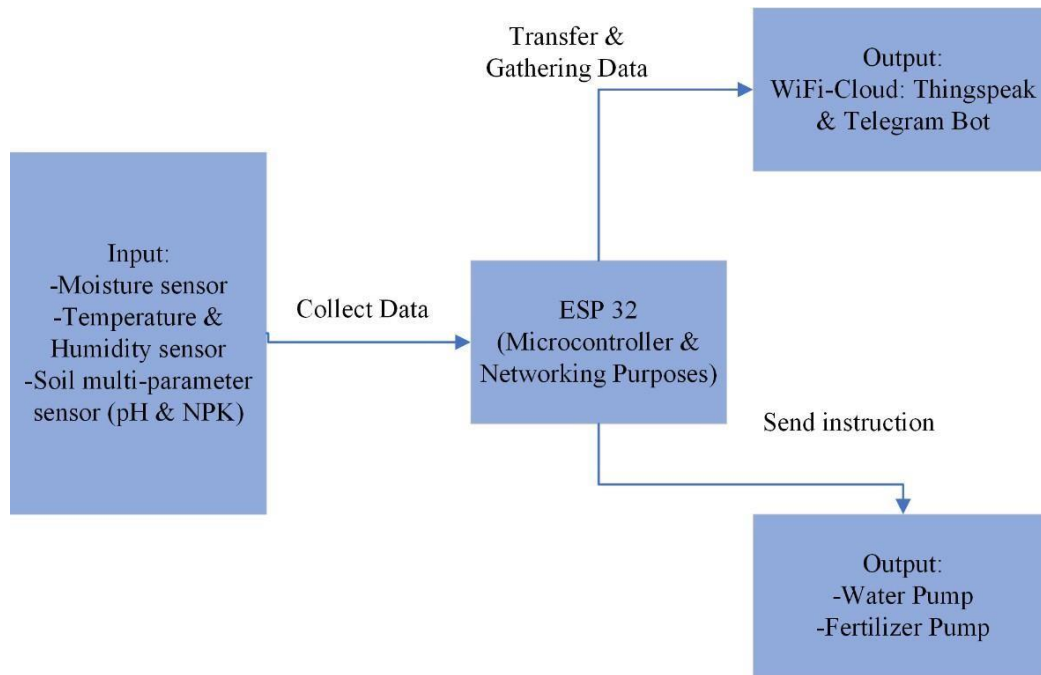 Input:
-Moisture sensor
-Temperature &
Humidity sensor
-Soil multi-parameter
sensor (pH & NPK)
Collect Data
ESP 32
(Microcontroller &
Networking Purposes)
Transfer &
Gathering Data
Output:
WiFi-Cloud: Thingspeak
& Telegram Bot
Send instruction
Output:
-Water Pump
-Fertilizer Pump